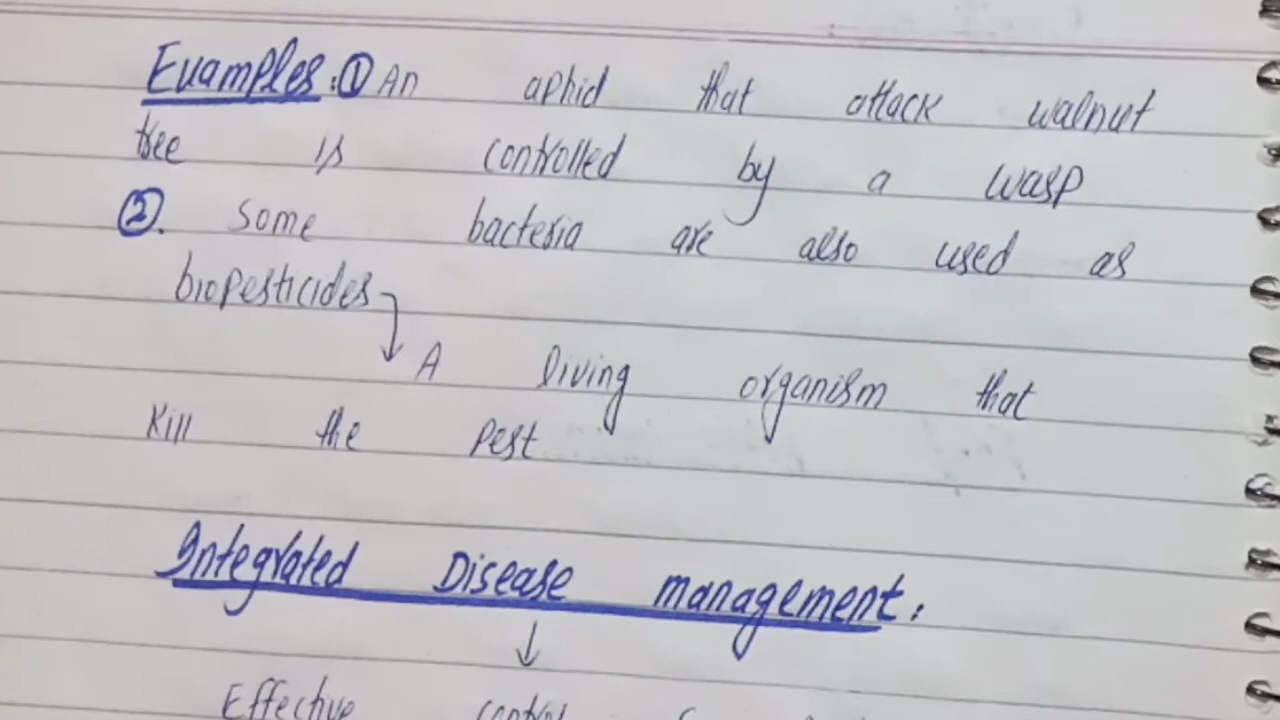 Examples: ① An aphid that attack walnut
tree is controlled by a wasp
②. Some bacteria are also used as
biopesticides
A living organism that
Kill the Pest
Integrated Disease management:
Effective control